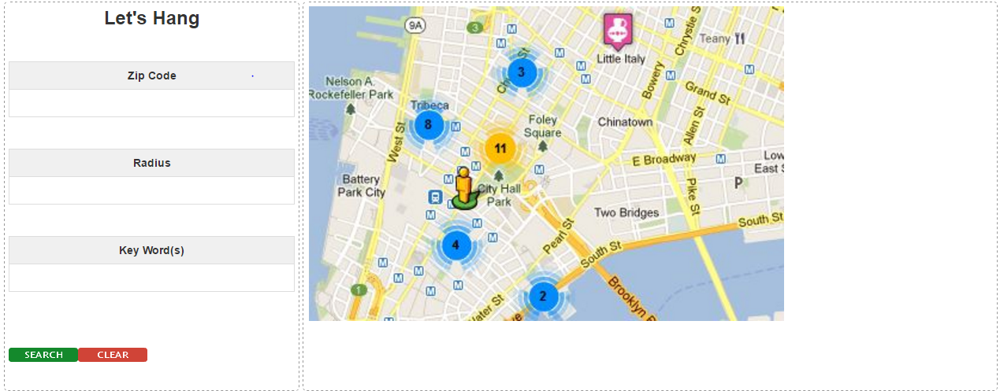 Let's Hang
Zip Code
Radius
Key Word(s)
SEARCH
CLEAR
9A
3
Little Italy
Teany
Chrystie S
Bowery
Grand St
3
St
Nelson A.
Rockefeller Park
Tribeca
8
West St
Foley
Square
Chinatown
Allen St
11
E Broadway
Low
East S
Battery
Park City
City Hall
Park
P
Pike St
Two Bridges
South St
4
Pearl St
South St
1
2
Brooklyn B
Water St
ve
M